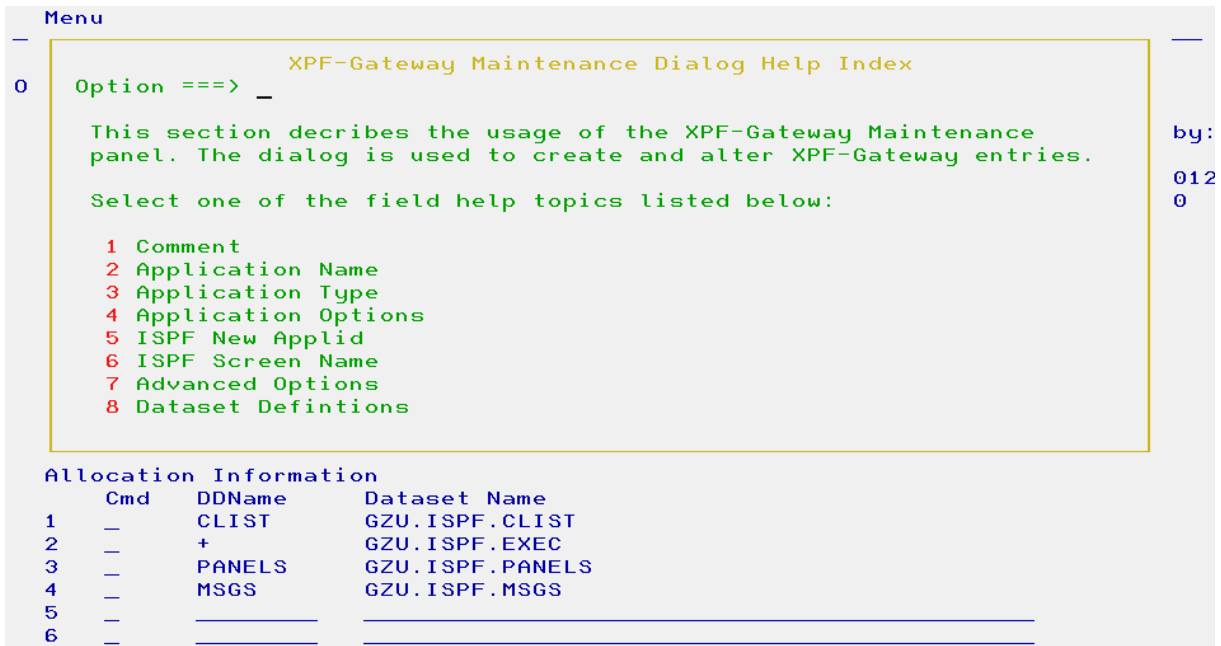 Menu
XPF-Gateway Maintenance Dialog Help Index
O Option ===> _
This section decribes the usage of the XPF-Gateway Maintenance by:
panel. The dialog is used to create and alter XPF-Gateway entries.
012
Select one of the field help topics listed below: 0
1 Comment
2 Application Name
3 Application Type
4 Application Options
5 ISPF New Applid
6 ISPF Screen Name
7 Advanced Options
8 Dataset Defintions
Allocation Information
Cmd DDName Dataset Name
1 _ CLIST GZU.ISPF.CLIST
2 _ + GZU.ISPF.EXEC
3 _ PANELS GZU.ISPF.PANELS
4 _ MSGS GZU.ISPF.MSGS
5 _ ________ ____________________________________________
6 _ ________ ____________________________________________